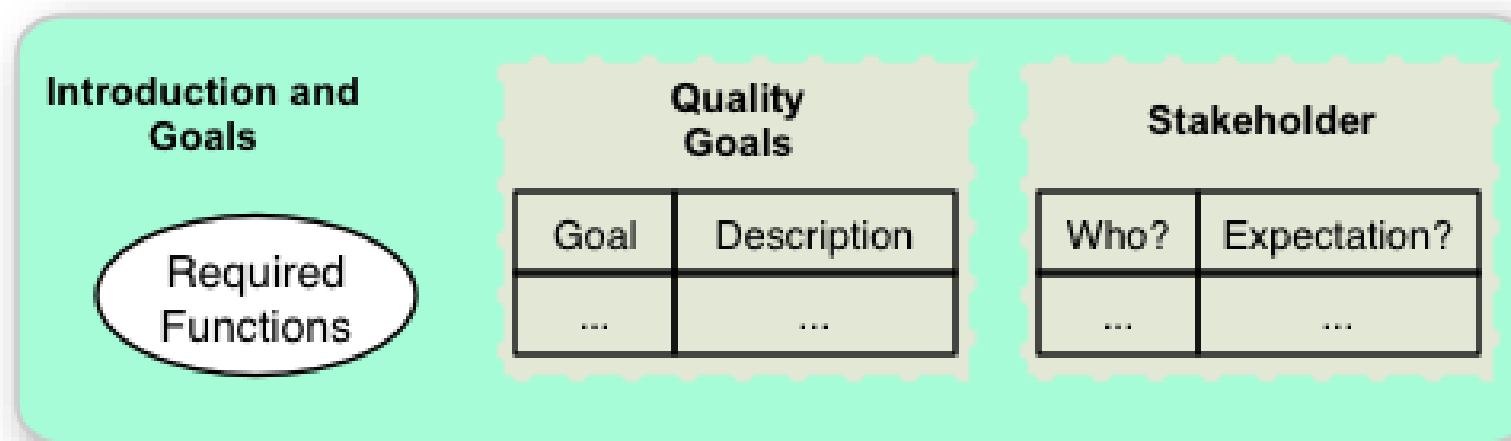 Introduction and
Goals
Required
Functions
Quality
Goals
Goal Description
... ...
Stakeholder
Who? Expectation?
... ...